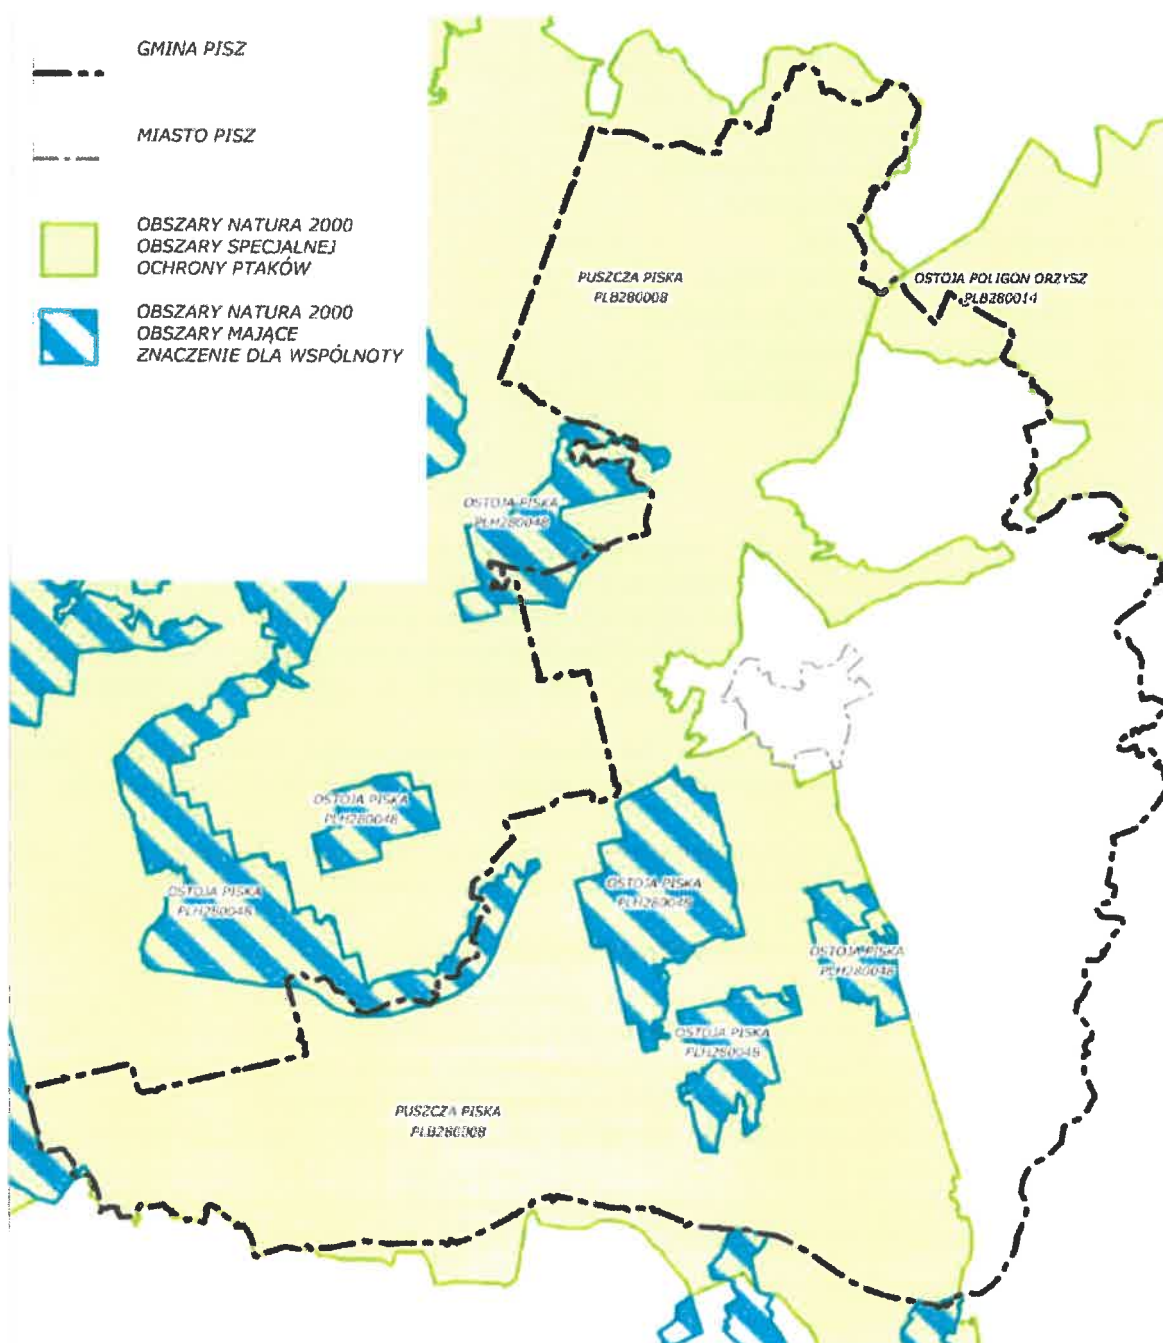 GMINA PISZ
MIASTO PISZ
OBSZARY NATURA 2000
OBSZARY SPECJALNEJ
OCHRONY PTAKÓW
OBSZARY NATURA 2000
OBSZARY MAJĄCE
ZNACZENIE DLA WSPÓLNOTY
PUSZCZA PISKA
PLB280008
OSTOJA POLIGON ORZYSZ
PLB280014
OSTOJA PISKA
PLH280048
OSTOJA PISKA
PLH280048
OSTOJA PISKA
PLH280048
OSTOJA PISKA
PLH280048
OSTOJA PISKA
PLH280048
OSTOJA PISKA
PLH280048
PUSZCZA PISKA
PLB280008